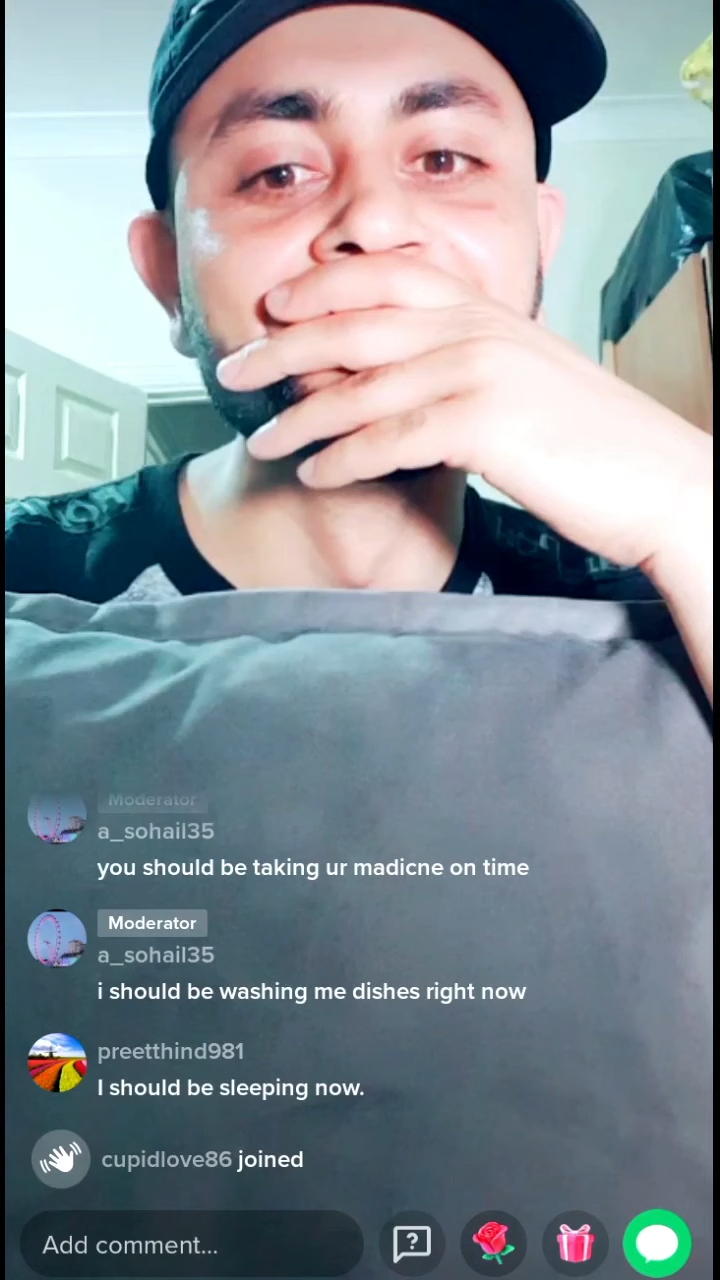 Moderator
a_sohail35
you should be taking ur madicne on time
Moderator
a_sohail35
i should be washing me dishes right now
preetthind981
I should be sleeping now.
cupidlove86 joined
Add comment...
?